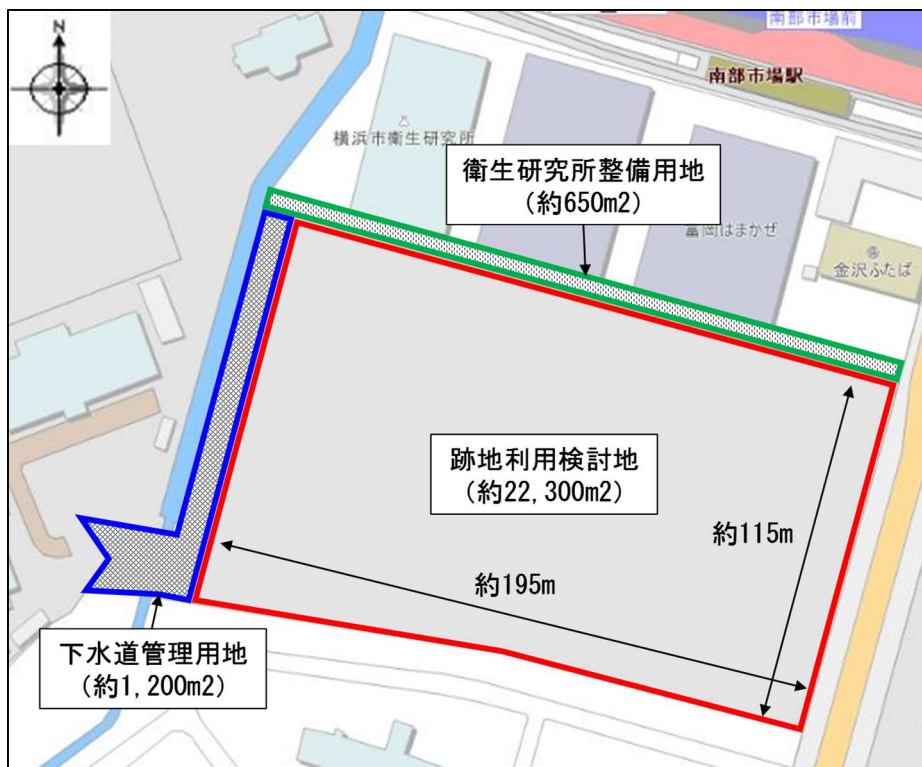 N
南部市場前
南部市場駅
横浜市衛生研究所
衛生研究所整備用地
（約650m2）
富岡はまかぜ
金沢ふたば
跡地利用検討地
（約22,300m2）
約115m
約195m
下水道管理用地
（約1,200m2）